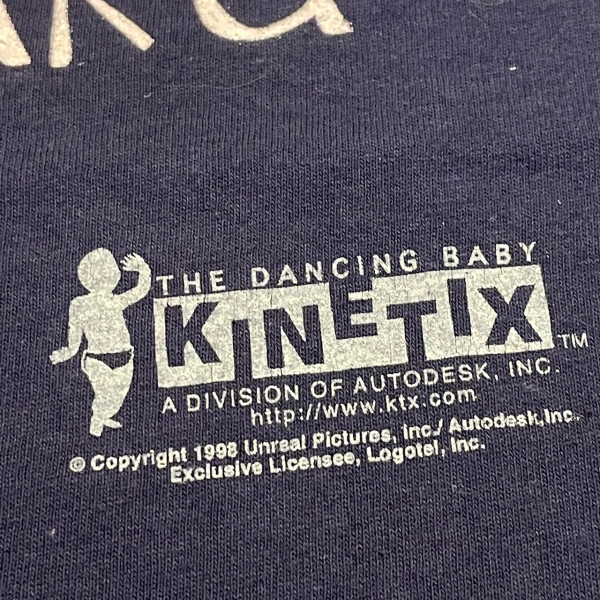 THE DANCING BABY
KINETIX™
A DIVISION OF AUTODESK, INC.
http://www.ktx.com
© Copyright 1998 Unreal Pictures, Inc./ Autodesk,Inc.
Exclusive Licensee, Logotel, Inc.